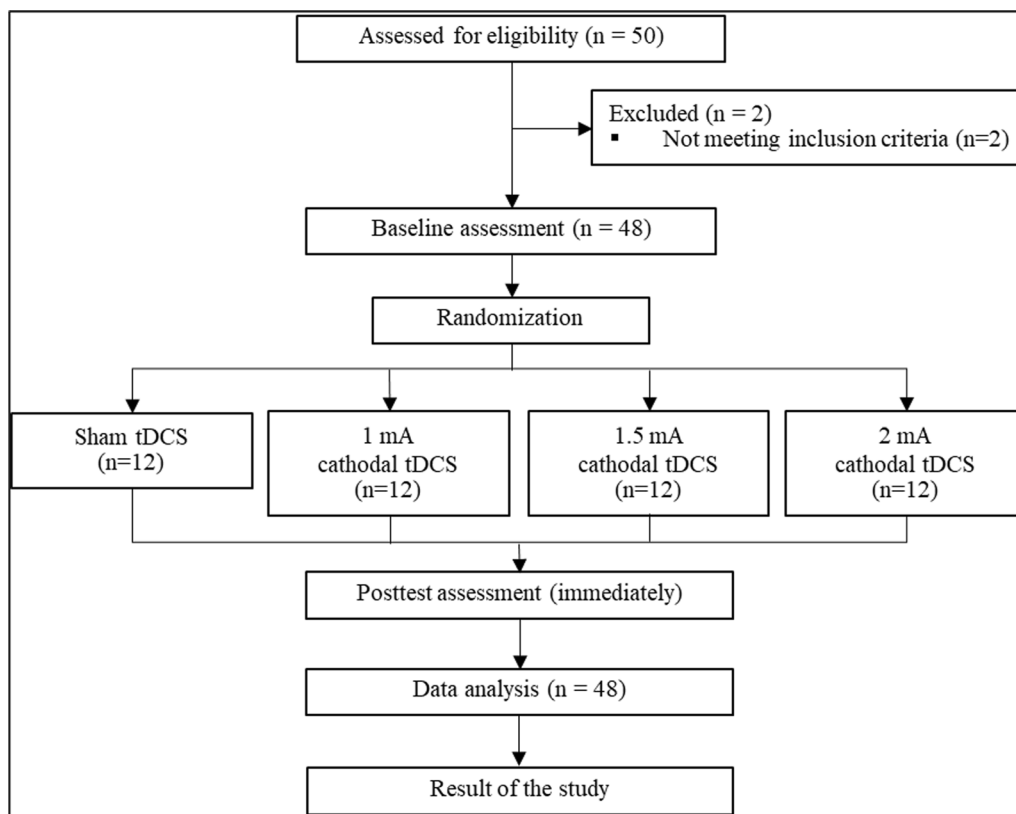 Assessed for eligibility (n = 50)
Excluded (n = 2)
▪ Not meeting inclusion criteria (n=2)
Baseline assessment (n = 48)
Randomization
Sham tDCS
(n=12)
1 mA
cathodal tDCS
(n=12)
1.5 mA
cathodal tDCS
(n=12)
2 mA
cathodal tDCS
(n=12)
Posttest assessment (immediately)
Data analysis (n = 48)
Result of the study